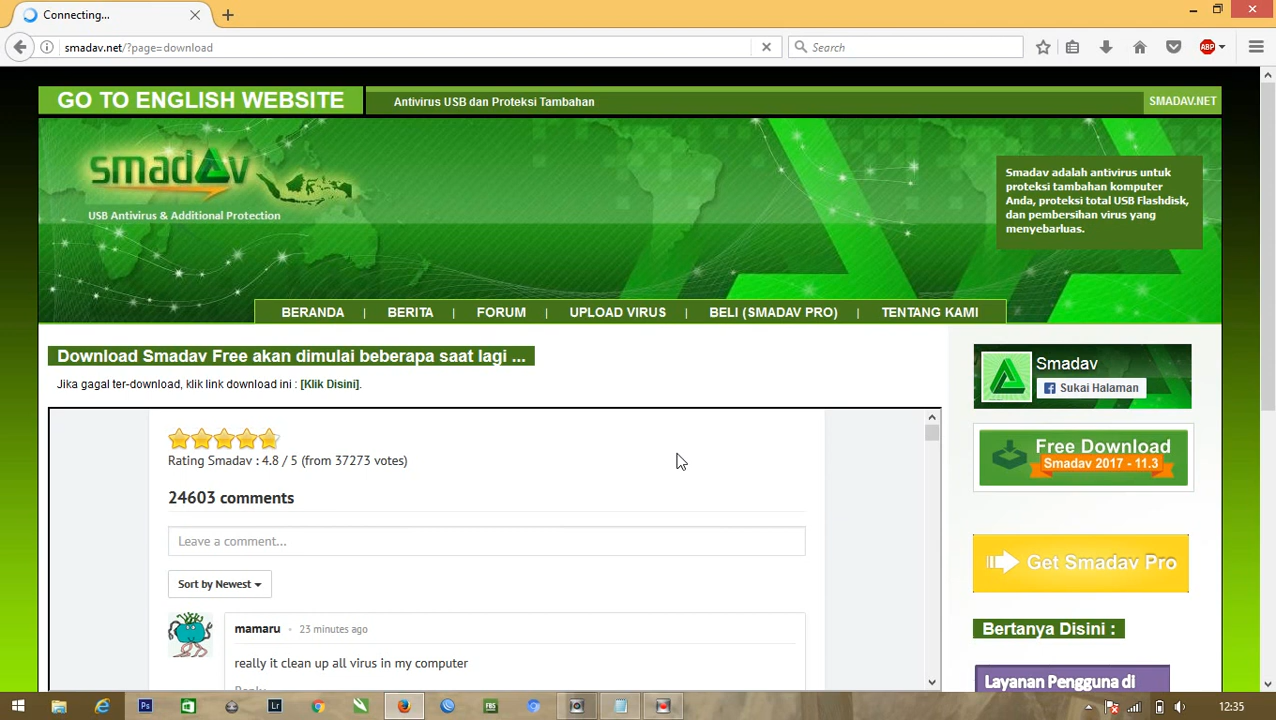 Connecting...
smadav.net/?page=download
Search
ABP
GO TO ENGLISH WEBSITE
Antivirus USB dan Proteksi Tambahan
SMADAV.NET
smadav
USB Antivirus & Additional Protection
Smadav adalah antivirus untuk
proteksi tambahan komputer
Anda, proteksi total USB Flashdisk,
dan pembersihan virus yang
menyebarluas.
BERANDA | BERITA | FORUM | UPLOAD VIRUS | BELI (SMADAV PRO) | TENTANG KAMI
Download Smadav Free akan dimulai beberapa saat lagi ...
Jika gagal ter-download, klik link download ini : [Klik Disini].
Rating Smadav : 4.8 / 5 (from 37273 votes)
24603 comments
Leave a comment...
Sort by Newest
mamaru • 23 minutes ago
really it clean up all virus in my computer
Reply
Smadav
Sukai Halaman
Free Download
Smadav 2017 - 11.3
Get Smadav Pro
Bertanya Disini :
Layanan Pengguna di
Ps
Lr
FBS
12:35